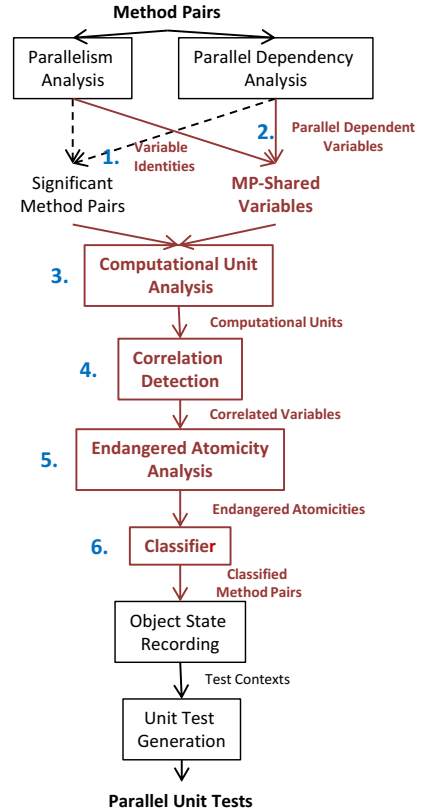 Method Pairs
Parallelism
Analysis
Parallel Dependency
Analysis
1.
Variable
Identities
2.
Parallel Dependent
Variables
Significant
Method Pairs
MP-Shared
Variables
3.
Computational Unit
Analysis
Computational Units
4.
Correlation
Detection
Correlated Variables
5.
Endangered Atomicity
Analysis
Endangered Atomicities
6.
Classifier
Classified
Method Pairs
Object State
Recording
Test Contexts
Unit Test
Generation
Parallel Unit Tests